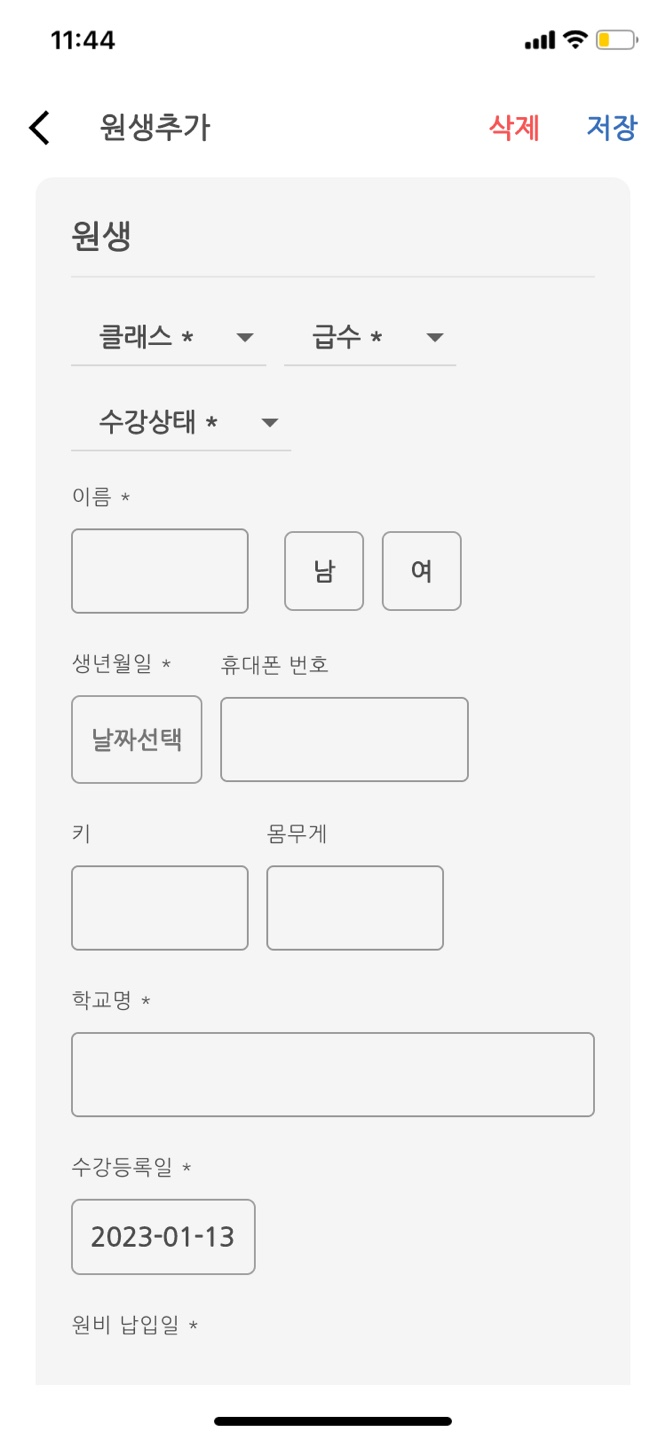 11:44
원생추가 삭제 저장
원생
클래스 * 급수 *
수강상태 *
이름 *
남 여
생년월일 * 휴대폰 번호
날짜선택
키 몸무게
학교명 *
수강등록일 *
2023-01-13
원비 납입일 *